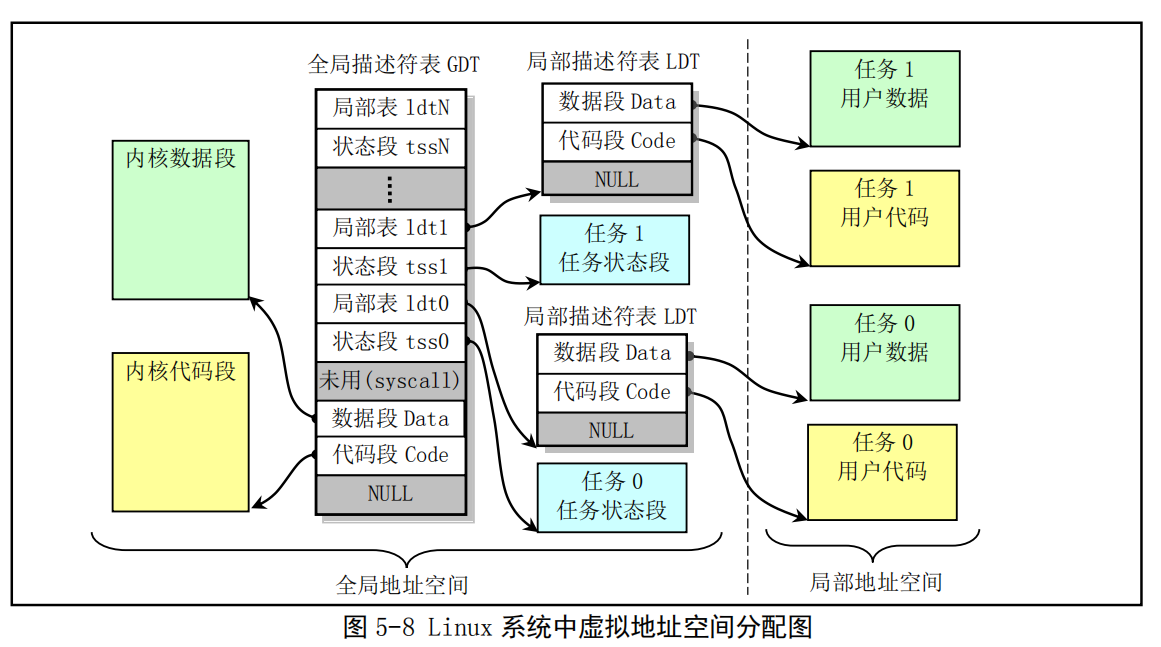 全局描述符表 GDT
局部表 ldtN
状态段 tssN
局部表 ldt1
状态段 tss1
局部表 ldt0
状态段 tss0
未用(syscall)
数据段 Data
代码段 Code
NULL
内核数据段
内核代码段
局部描述符表 LDT
数据段 Data
代码段 Code
NULL
任务 1
任务状态段
局部描述符表 LDT
数据段 Data
代码段 Code
NULL
任务 0
任务状态段
任务 1
用户数据
任务 1
用户代码
任务 0
用户数据
任务 0
用户代码
全局地址空间
局部地址空间
图 5-8 Linux 系统中虚拟地址空间分配图